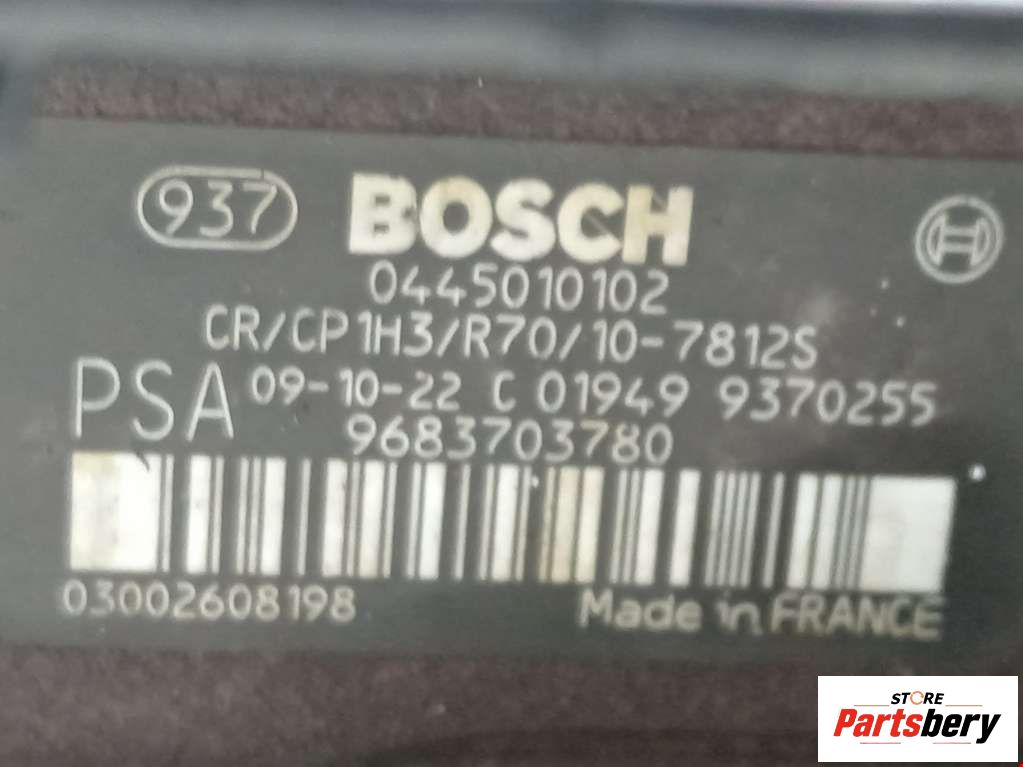 937 BOSCH
0445010102
CR/CP1H3/R70/10-7812S
PSA 09-10-22 C 01949 9370255
9683703780
03002608198 Made in FRANCE
STORE
Partsbery